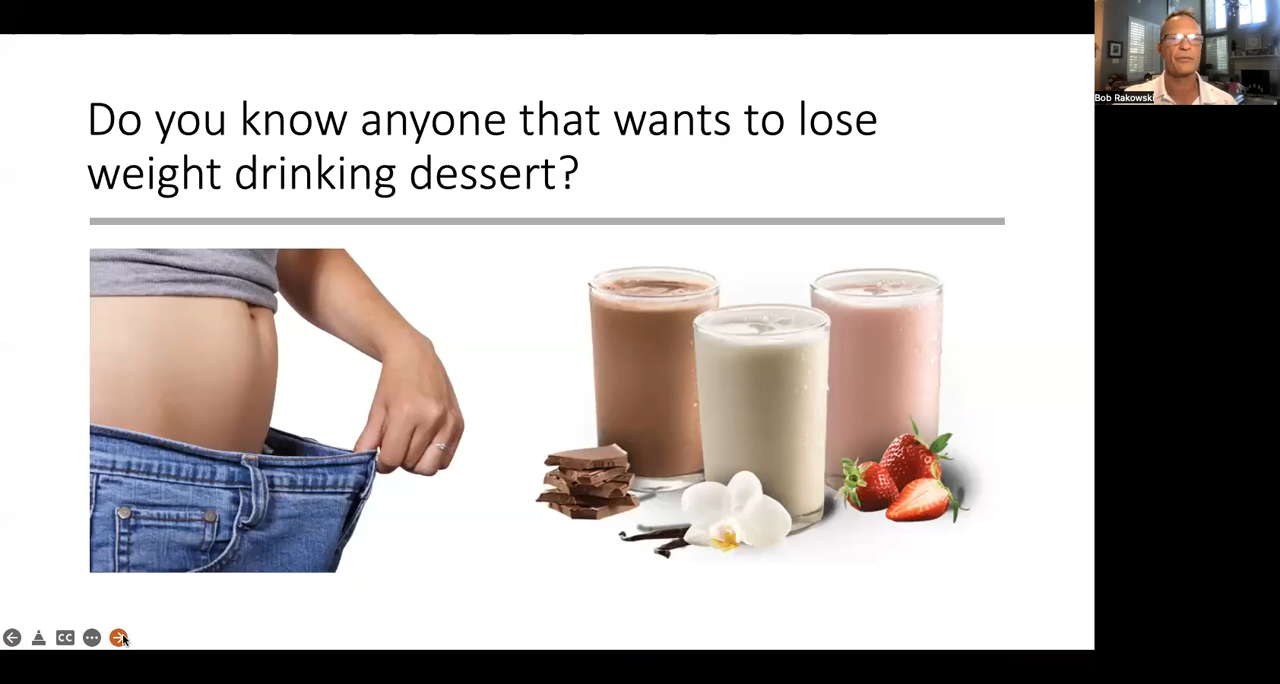 Do you know anyone that wants to lose
weight drinking dessert?
Bob Rakowski
CC